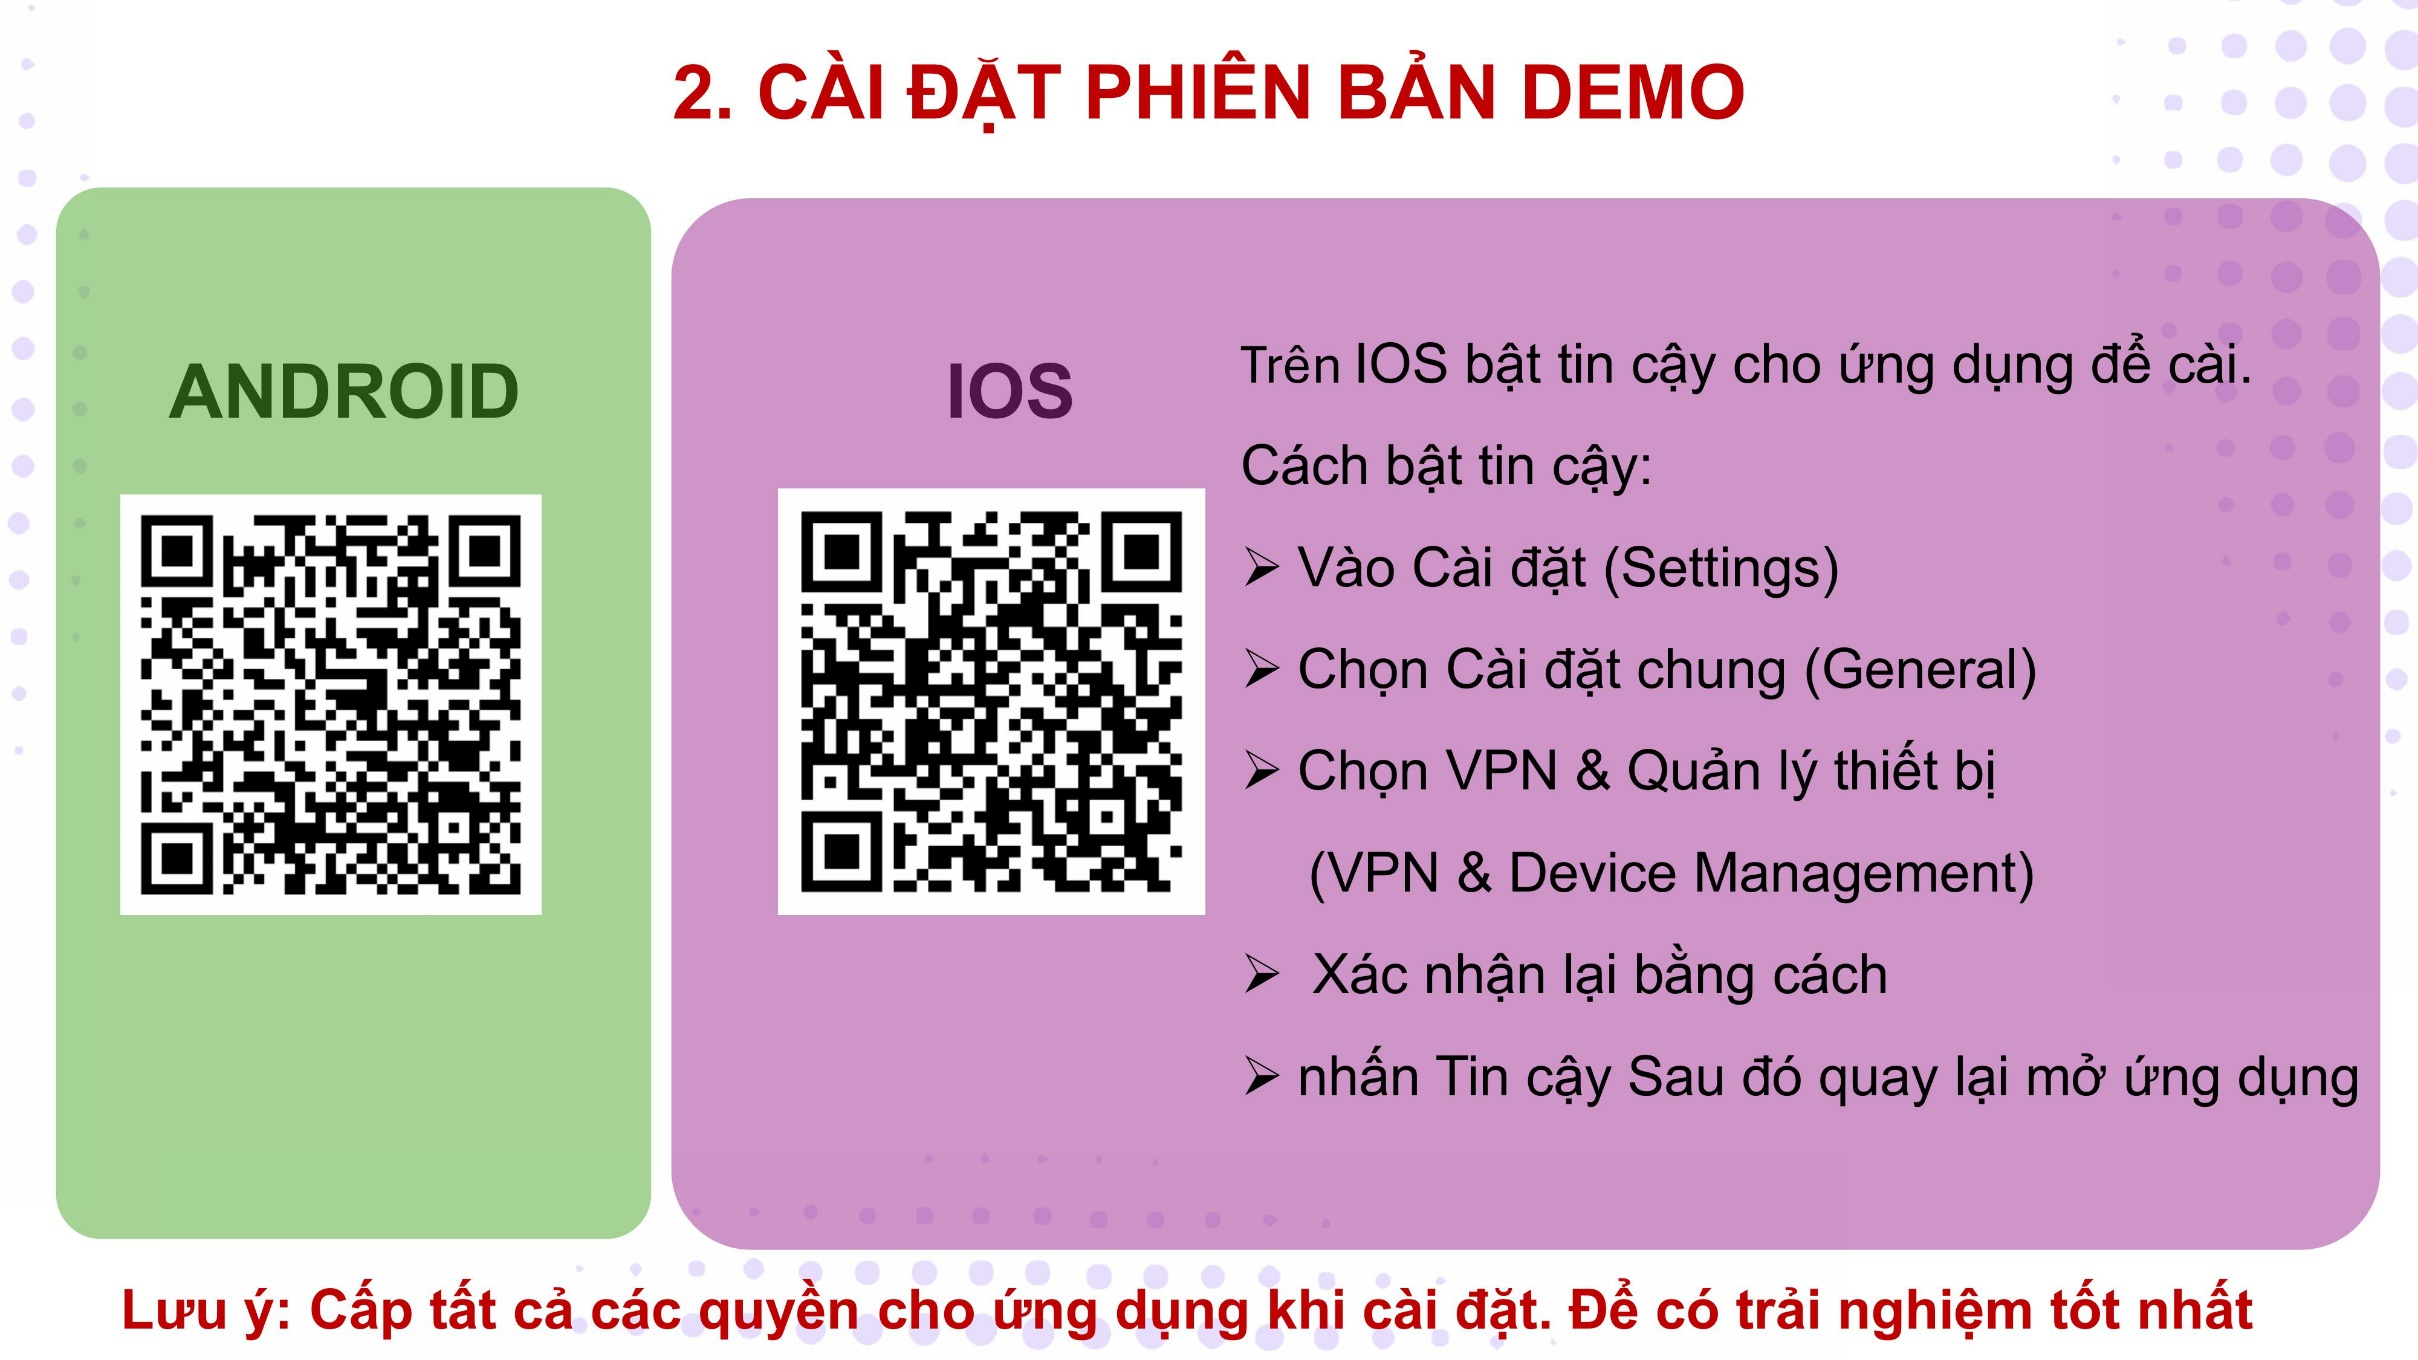 2. CÀI ĐẶT PHIÊN BẢN DEMO
ANDROID
IOS
Trên IOS bật tin cậy cho ứng dụng để cài.
Cách bật tin cậy:
➢ Vào Cài đặt (Settings)
➢ Chọn Cài đặt chung (General)
➢ Chọn VPN & Quản lý thiết bị
(VPN & Device Management)
➢ Xác nhận lại bằng cách
➢ nhấn Tin cậy Sau đó quay lại mở ứng dụng
Lưu ý: Cấp tất cả các quyền cho ứng dụng khi cài đặt. Để có trải nghiệm tốt nhất